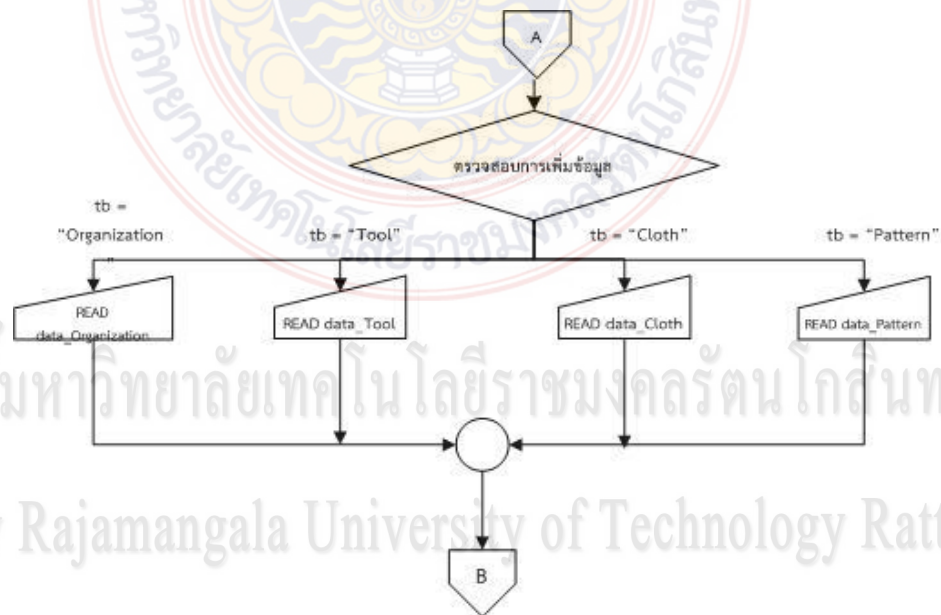 A
ตรวจสอบการเพิ่มข้อมูล
tb =
“Organization
”
tb = “Tool”
tb = “Cloth”
tb = “Pattern”
READ
data_Organization
READ data_Tool
READ data_Cloth
READ data_Pattern
มหาวิทยาลัยเทคโนโลยีราชมงคลรัตนโกสินท
Rajamangala University of Technology Ratt
B